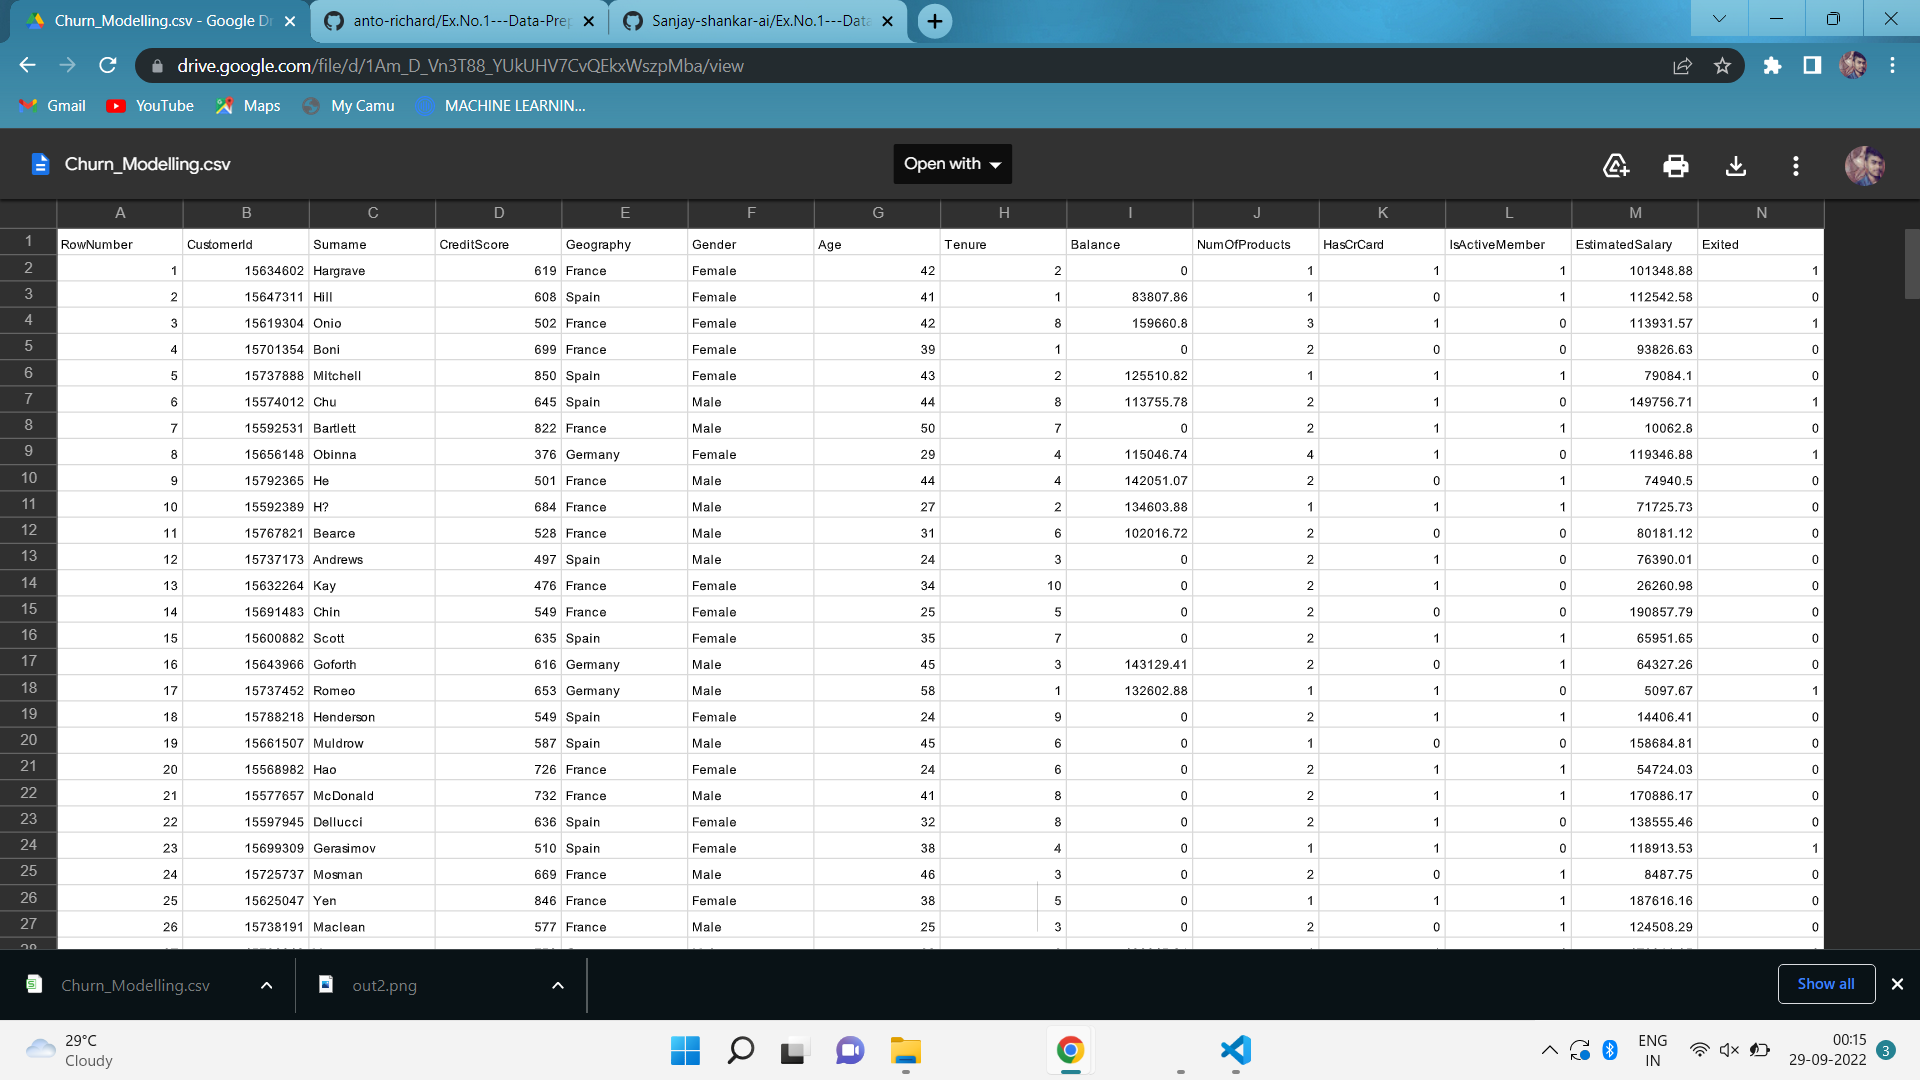 Churn_Modelling.csv - Google Dr
anto-richard/Ex.No.1---Data-Prep
Sanjay-shankar-ai/Ex.No.1---Data
drive.google.com/file/d/1Am_D_Vn3T88_YUkUHV7CvQEkxWszpMba/view
Gmail YouTube Maps My Camu MACHINE LEARNIN...
Churn_Modelling.csv Open with
A B C D E F G H I J K L M N
1 RowNumber CustomerId Surname CreditScore Geography Gender Age Tenure Balance NumOfProducts HasCrCard IsActiveMember EstimatedSalary Exited
2 1 15634602 Hargrave 619 France Female 42 2 0 1 1 1 101348.88 1
3 2 15647311 Hill 608 Spain Female 41 1 83807.86 1 0 1 112542.58 0
4 3 15619304 Onio 502 France Female 42 8 159660.8 3 1 0 113931.57 1
5 4 15701354 Boni 699 France Female 39 1 0 2 0 0 93826.63 0
6 5 15737888 Mitchell 850 Spain Female 43 2 125510.82 1 1 1 79084.1 0
7 6 15574012 Chu 645 Spain Male 44 8 113755.78 2 1 0 149756.71 1
8 7 15592531 Bartlett 822 France Male 50 7 0 2 1 1 10062.8 0
9 8 15656148 Obinna 376 Germany Female 29 4 115046.74 4 1 0 119346.88 1
10 9 15792365 He 501 France Male 44 4 142051.07 2 0 1 74940.5 0
11 10 15592389 H? 684 France Male 27 2 134603.88 1 1 1 71725.73 0
12 11 15767821 Bearce 528 France Male 31 6 102016.72 2 0 0 80181.12 0
13 12 15737173 Andrews 497 Spain Male 24 3 0 2 1 0 76390.01 0
14 13 15632264 Kay 476 France Female 34 10 0 2 1 0 26260.98 0
15 14 15691483 Chin 549 France Female 25 5 0 2 0 0 190857.79 0
16 15 15600882 Scott 635 Spain Female 35 7 0 2 1 1 65951.65 0
17 16 15643966 Goforth 616 Germany Male 45 3 143129.41 2 0 1 64327.26 0
18 17 15737452 Romeo 653 Germany Male 58 1 132602.88 1 1 0 5097.67 1
19 18 15788218 Henderson 549 Spain Female 24 9 0 2 1 1 14406.41 0
20 19 15661507 Muldrow 587 Spain Male 45 6 0 1 0 0 158684.81 0
21 20 15568982 Hao 726 France Female 24 6 0 2 1 1 54724.03 0
22 21 15577657 McDonald 732 France Male 41 8 0 2 1 1 170886.17 0
23 22 15597945 Dellucci 636 Spain Female 32 8 0 2 1 0 138555.46 0
24 23 15699309 Gerasimov 510 Spain Female 38 4 0 1 1 0 118913.53 1
25 24 15725737 Mosman 669 France Male 46 3 0 2 0 1 8487.75 0
26 25 15625047 Yen 846 France Female 38 5 0 1 1 1 187616.16 0
27 26 15738191 Maclean 577 France Male 25 3 0 2 0 1 124508.29 0
Churn_Modelling.csv out2.png Show all
29°C
Cloudy
ENG
IN
00:15
29-09-2022
3